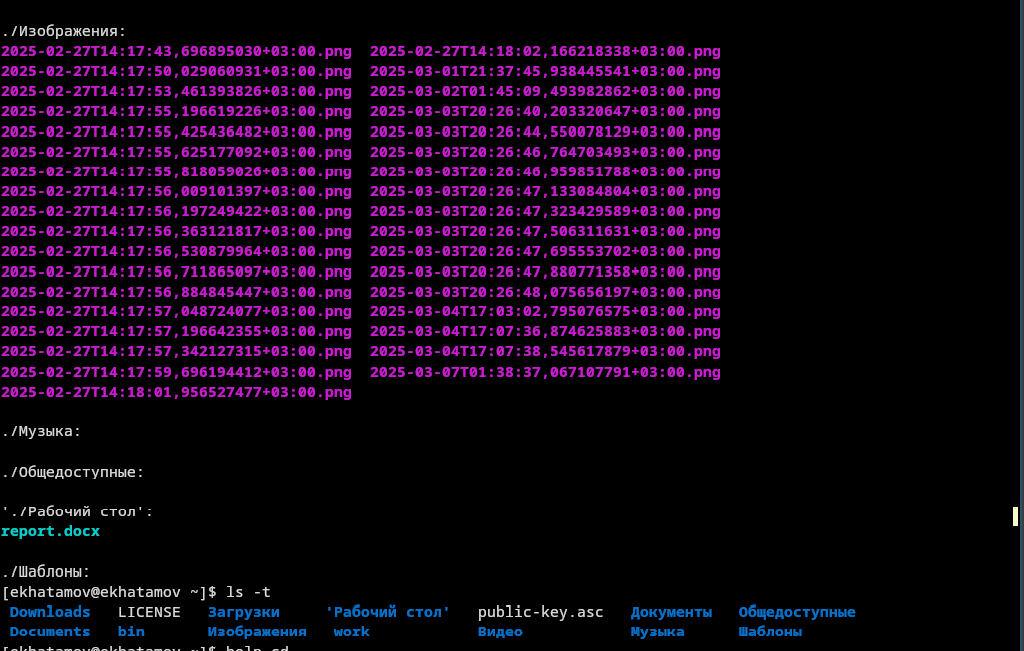 ./Изображения:
2025-02-27T14:17:43,696895030+03:00.png  2025-02-27T14:18:02,166218338+03:00.png
2025-02-27T14:17:50,029060931+03:00.png  2025-03-01T21:37:45,938445541+03:00.png
2025-02-27T14:17:53,461393826+03:00.png  2025-03-02T01:45:09,493982862+03:00.png
2025-02-27T14:17:55,196619226+03:00.png  2025-03-03T20:26:40,203320647+03:00.png
2025-02-27T14:17:55,425436482+03:00.png  2025-03-03T20:26:44,550078129+03:00.png
2025-02-27T14:17:55,625177092+03:00.png  2025-03-03T20:26:46,764703493+03:00.png
2025-02-27T14:17:55,818059026+03:00.png  2025-03-03T20:26:46,959851788+03:00.png
2025-02-27T14:17:56,009101397+03:00.png  2025-03-03T20:26:47,133084804+03:00.png
2025-02-27T14:17:56,197249422+03:00.png  2025-03-03T20:26:47,323429589+03:00.png
2025-02-27T14:17:56,363121817+03:00.png  2025-03-03T20:26:47,506311631+03:00.png
2025-02-27T14:17:56,530879964+03:00.png  2025-03-03T20:26:47,695553702+03:00.png
2025-02-27T14:17:56,711865097+03:00.png  2025-03-03T20:26:47,880771358+03:00.png
2025-02-27T14:17:56,884845447+03:00.png  2025-03-03T20:26:48,075656197+03:00.png
2025-02-27T14:17:57,048724077+03:00.png  2025-03-04T17:03:02,795076575+03:00.png
2025-02-27T14:17:57,196642355+03:00.png  2025-03-04T17:07:36,874625883+03:00.png
2025-02-27T14:17:57,342127315+03:00.png  2025-03-04T17:07:38,545617879+03:00.png
2025-02-27T14:17:59,696194412+03:00.png  2025-03-07T01:38:37,067107791+03:00.png
2025-02-27T14:18:01,956527477+03:00.png
./Музыка:
./Общедоступные:
'./Рабочий стол':
report.docx
./Шаблоны:
[ekhatamov@ekhatamov ~]$ ls -t
Downloads   LICENSE   Загрузки     'Рабочий стол'   public-key.asc   Документы   Общедоступные
Documents   bin       Изображения   work            Видео            Музыка      Шаблоны
[ekhatamov@ekhatamov ~]$ help cd